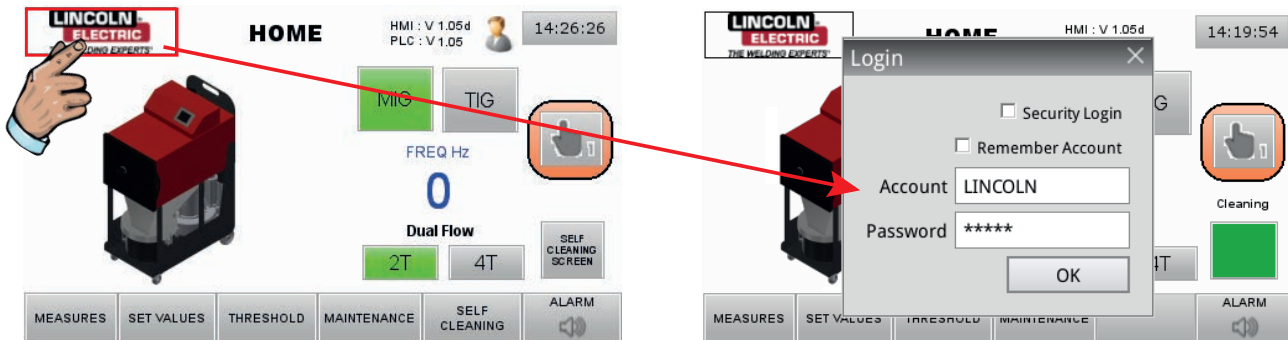 LINCOLN
ELECTRIC
THE WELDING EXPERTS
HOME
HMI : V 1.05d
PLC : V 1.05
14:26:26
MIG
TIG
FREQ Hz
0
Dual Flow
2T
4T
SELF
CLEANING
SCREEN
MEASURES
SET VALUES
THRESHOLD
MAINTENANCE
SELF
CLEANING
ALARM
LINCOLN
ELECTRIC
THE WELDING EXPERTS'
HOME
HMI : V 1.05d
14:19:54
Login
Security Login
Remember Account
Account LINCOLN
Password *****
OK
G
Cleaning
4T
MEASURES
SET VALUES
THRESHOLD
MAINTENANCE
ALARM